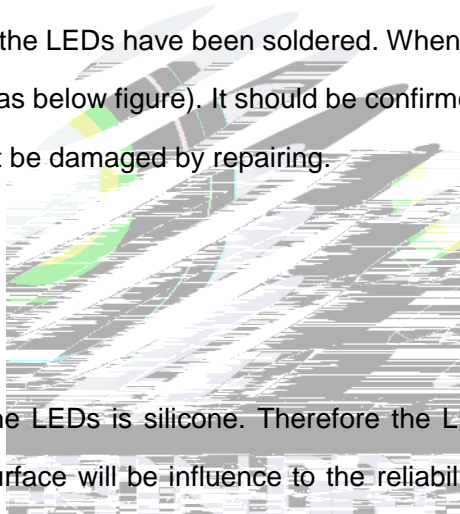 the LEDs have been soldered. When
as below figure). It should be confirme
be damaged by repairing.
LEDs is silicone. Therefore the L
urface will be influence to the reliabil